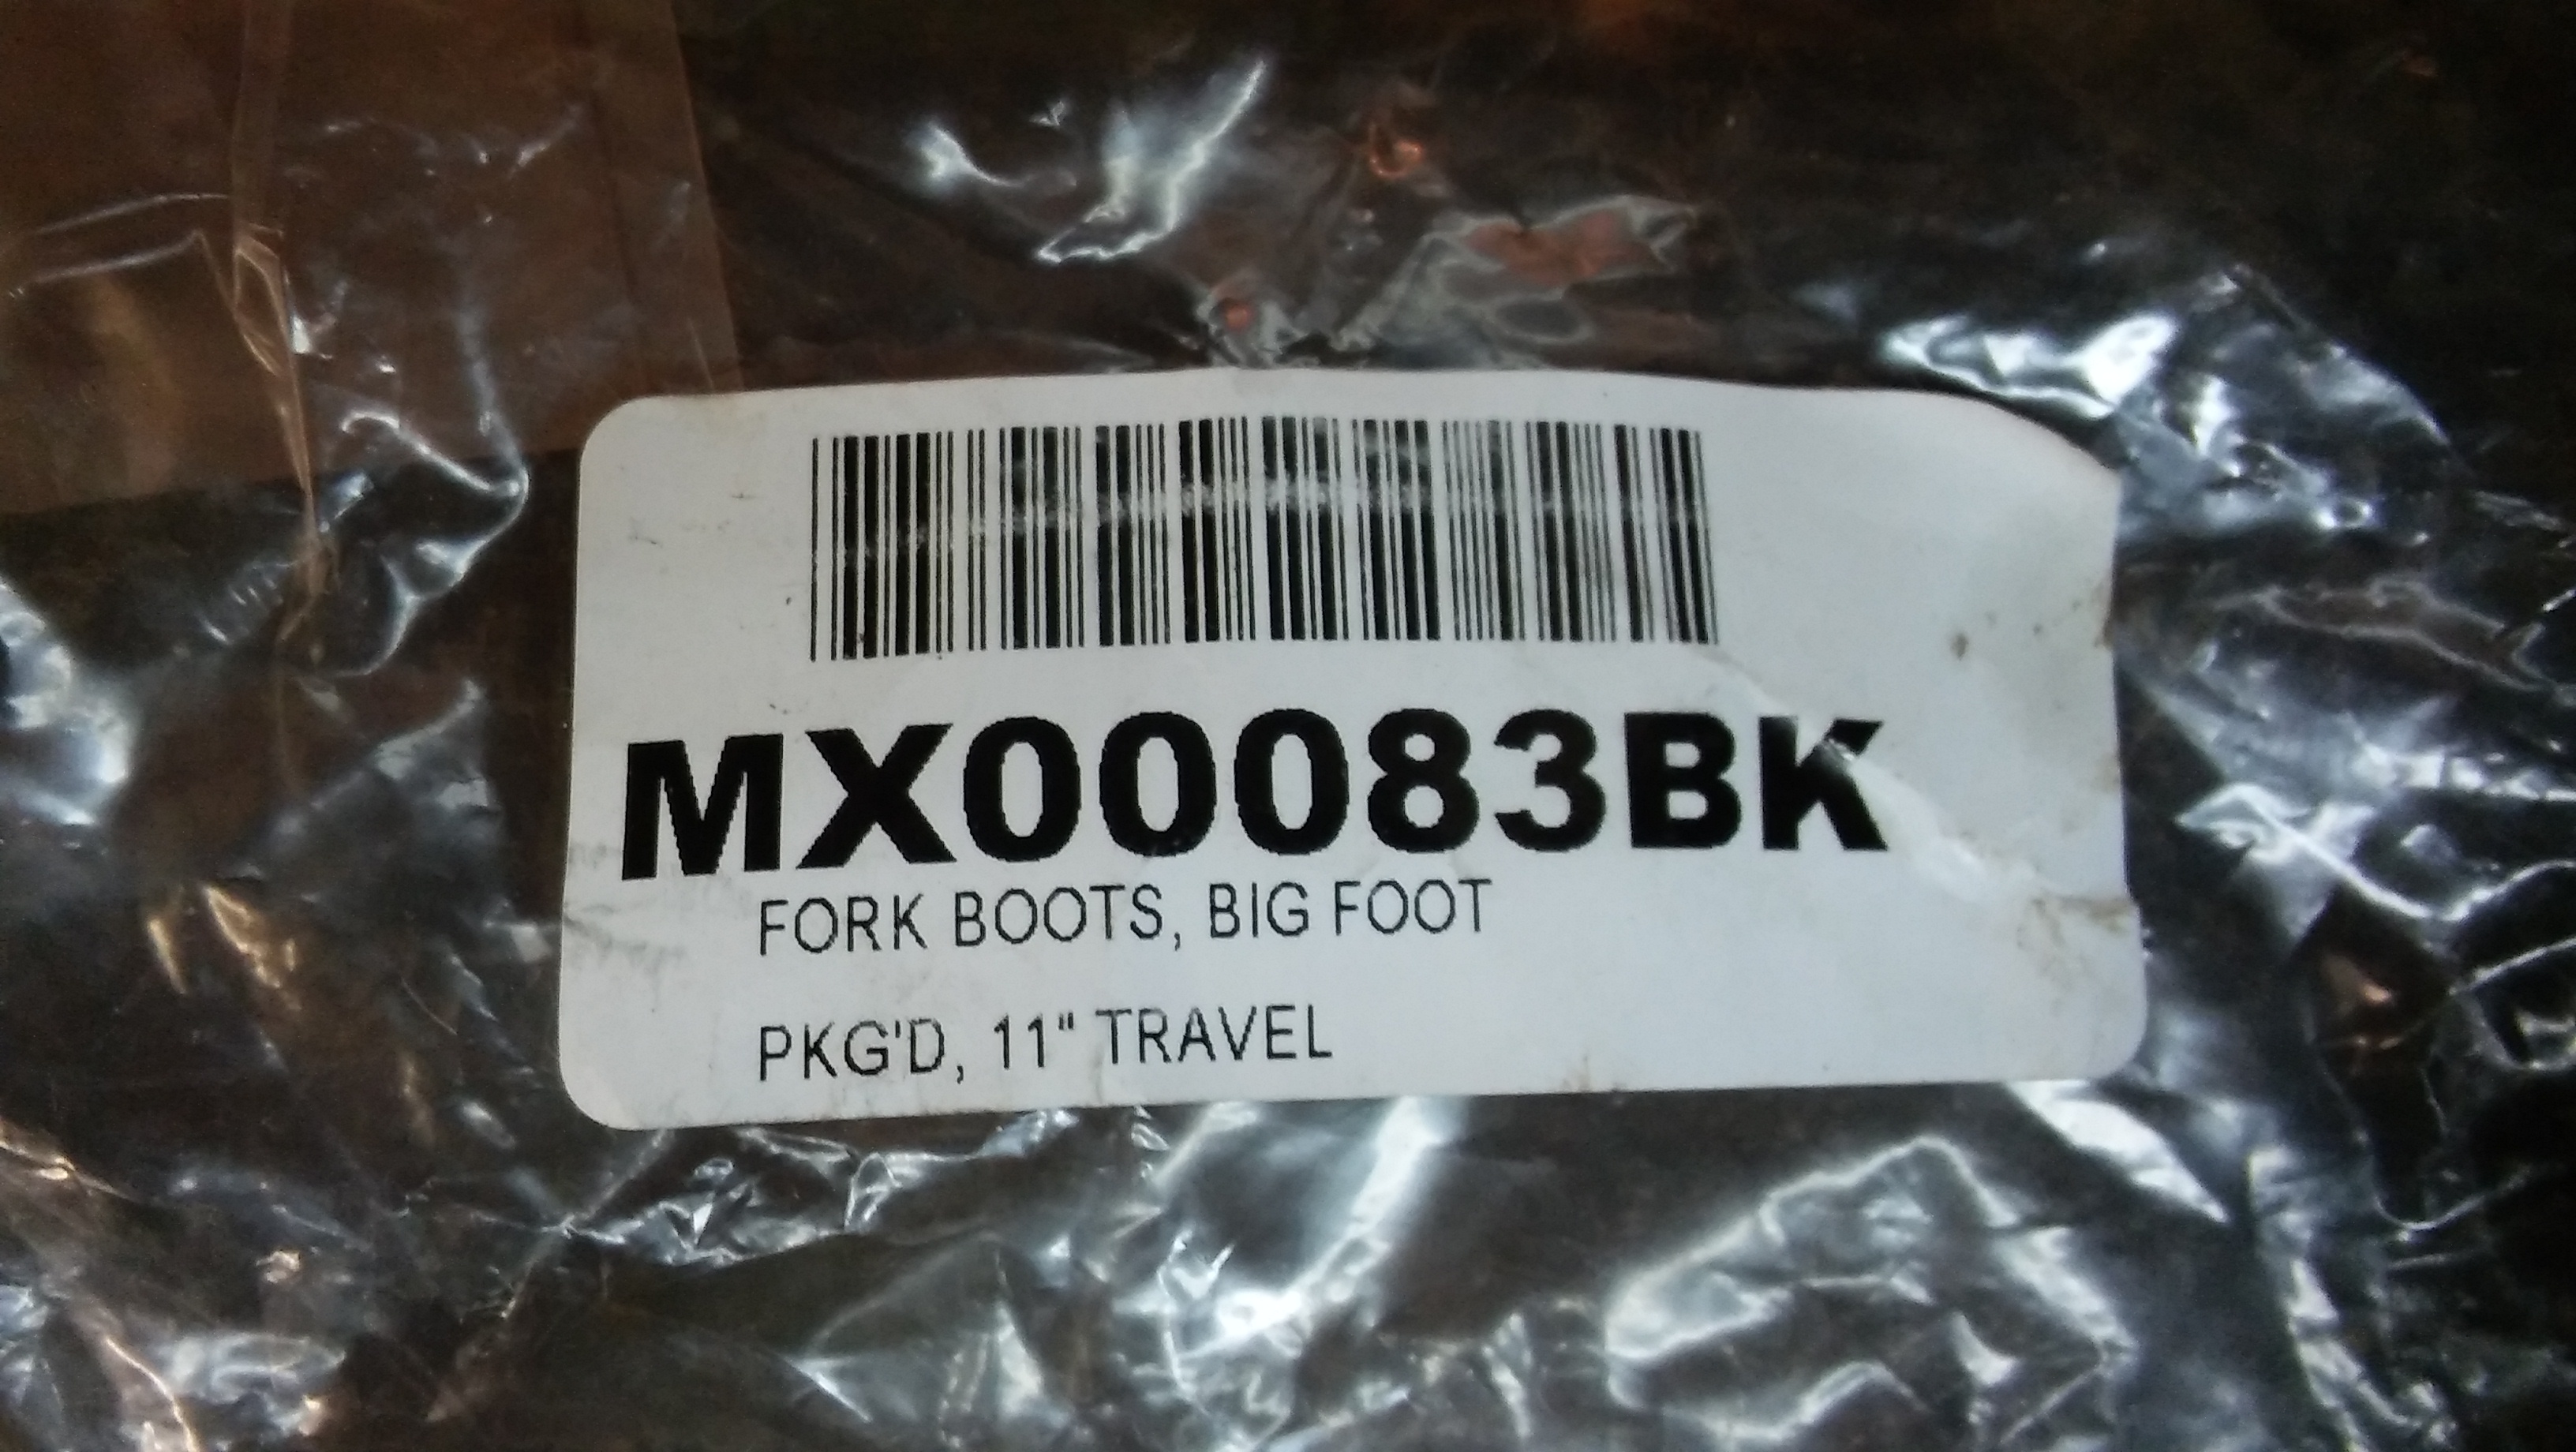 MX00083BK
FORK BOOTS, BIG FOOT
PKG'D, 11" TRAVEL